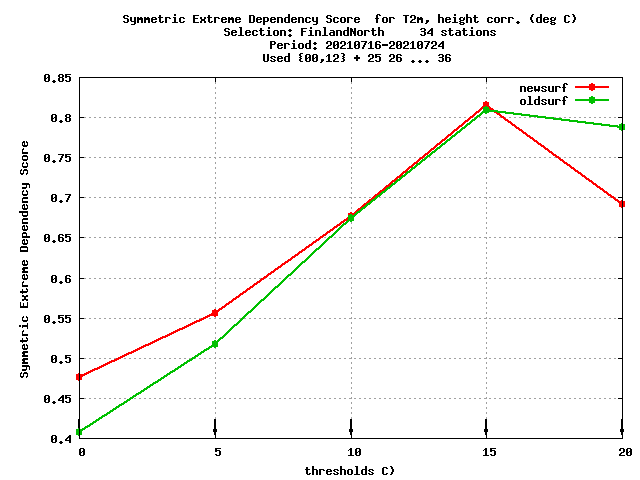 Symmetric Extreme Dependency Score  for T2m, height corr. (deg C)
Selection: FinlandNorth     34 stations
Period: 20210716-20210724
Used {00,12} + 25 26 ... 36
newsurf
oldsurf
Symmetric Extreme Dependency Score
0.85
0.8
0.75
0.7
0.65
0.6
0.55
0.5
0.45
0.4
0 5 10 15 20
thresholds C)